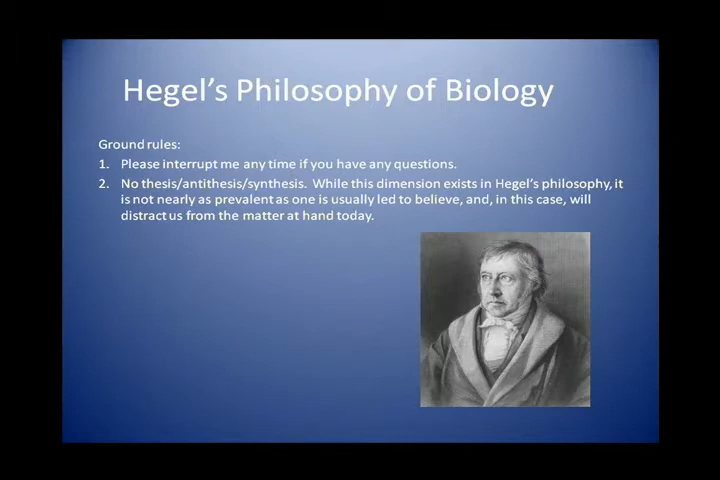 Hegel's Philosophy of Biology
Ground rules:
1. Please interrupt me any time if you have any questions.
2. No thesis/antithesis/synthesis. While this dimension exists in Hegel's philosophy, it
is not nearly as prevalent as one is usually led to believe, and, in this case, will
distract us from the matter at hand today.